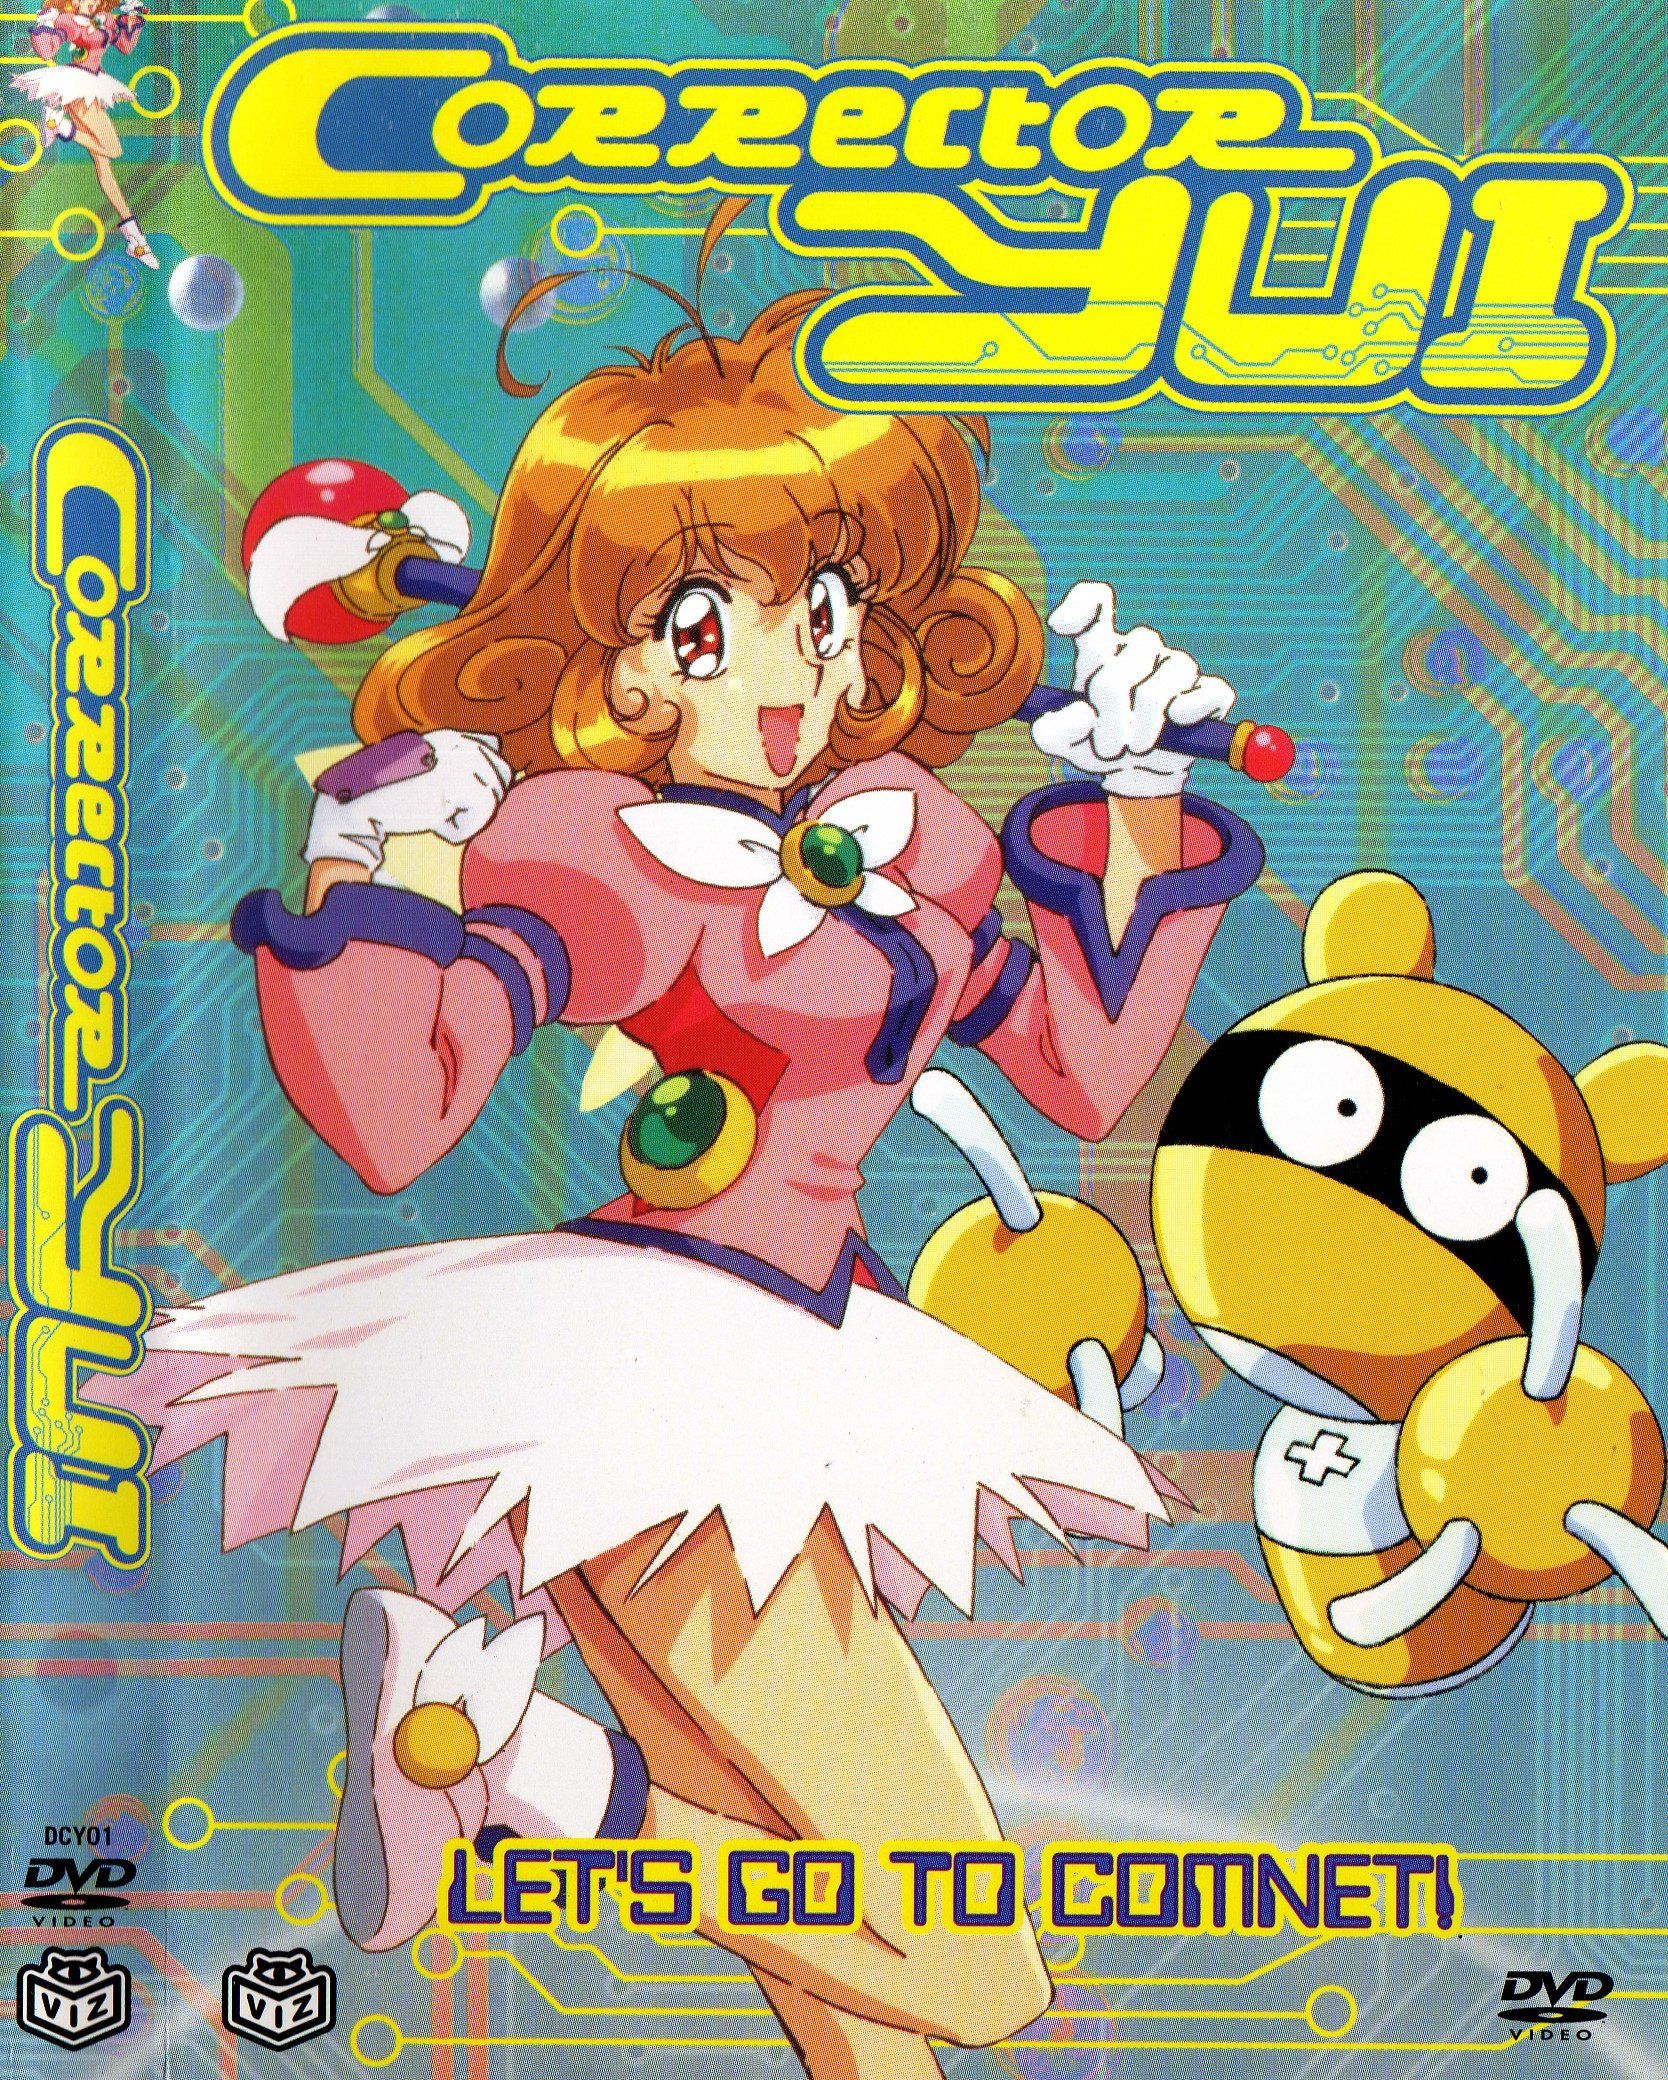 Corrector
YUI
Corrector YUI
LET'S GO TO COMNET!
DCY01
DVD
VIDEO
VIZ
VIZ
DVD
VIDEO